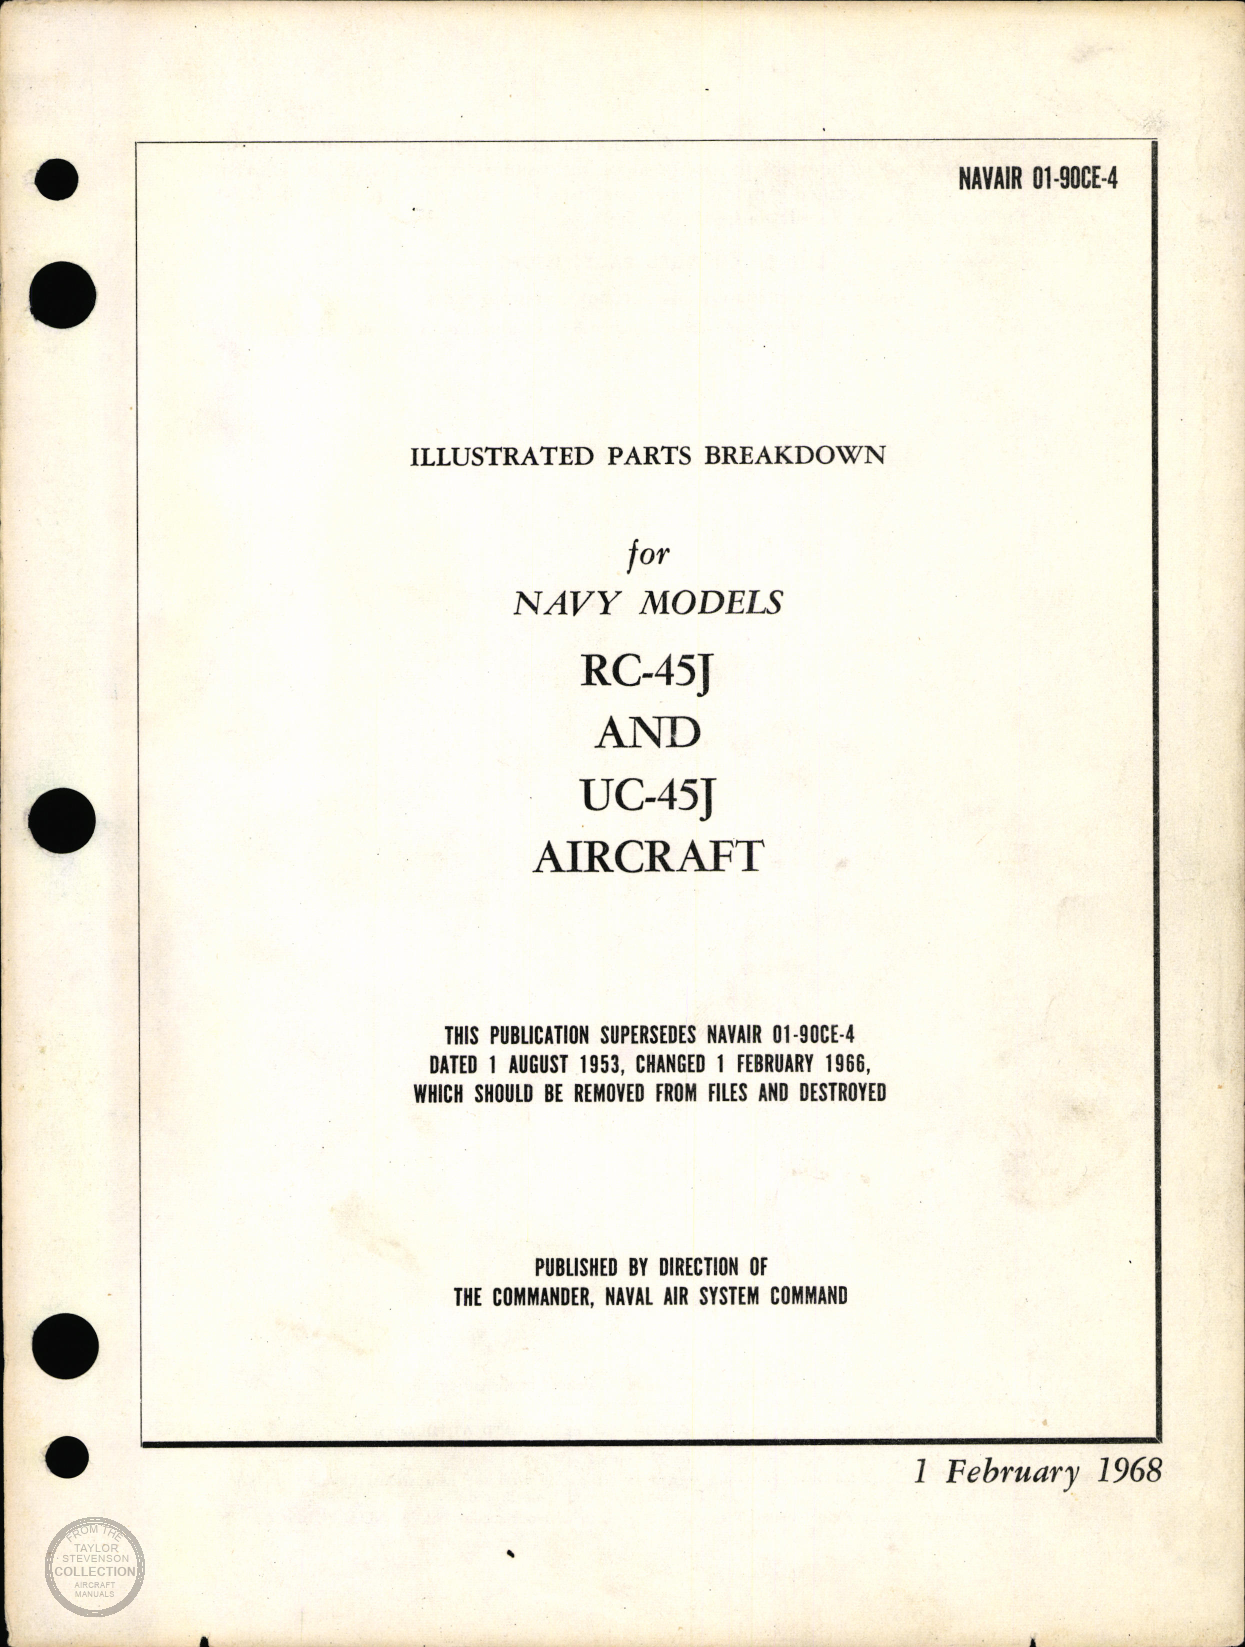 NAVAIR 01-90CE-4
ILLUSTRATED PARTS BREAKDOWN
for
NAVY MODELS
RC-45J
AND
UC-45J
AIRCRAFT
THIS PUBLICATION SUPERSEDES NAVAIR 01-90CE-4
DATED 1 AUGUST 1953, CHANGED 1 FEBRUARY 1966,
WHICH SHOULD BE REMOVED FROM FILES AND DESTROYED
PUBLISHED BY DIRECTION OF
THE COMMANDER, NAVAL AIR SYSTEM COMMAND
1 February 1968
FROM THE
TAYLOR
STEVENSON
COLLECTION
AIRCRAFT
MANUALS